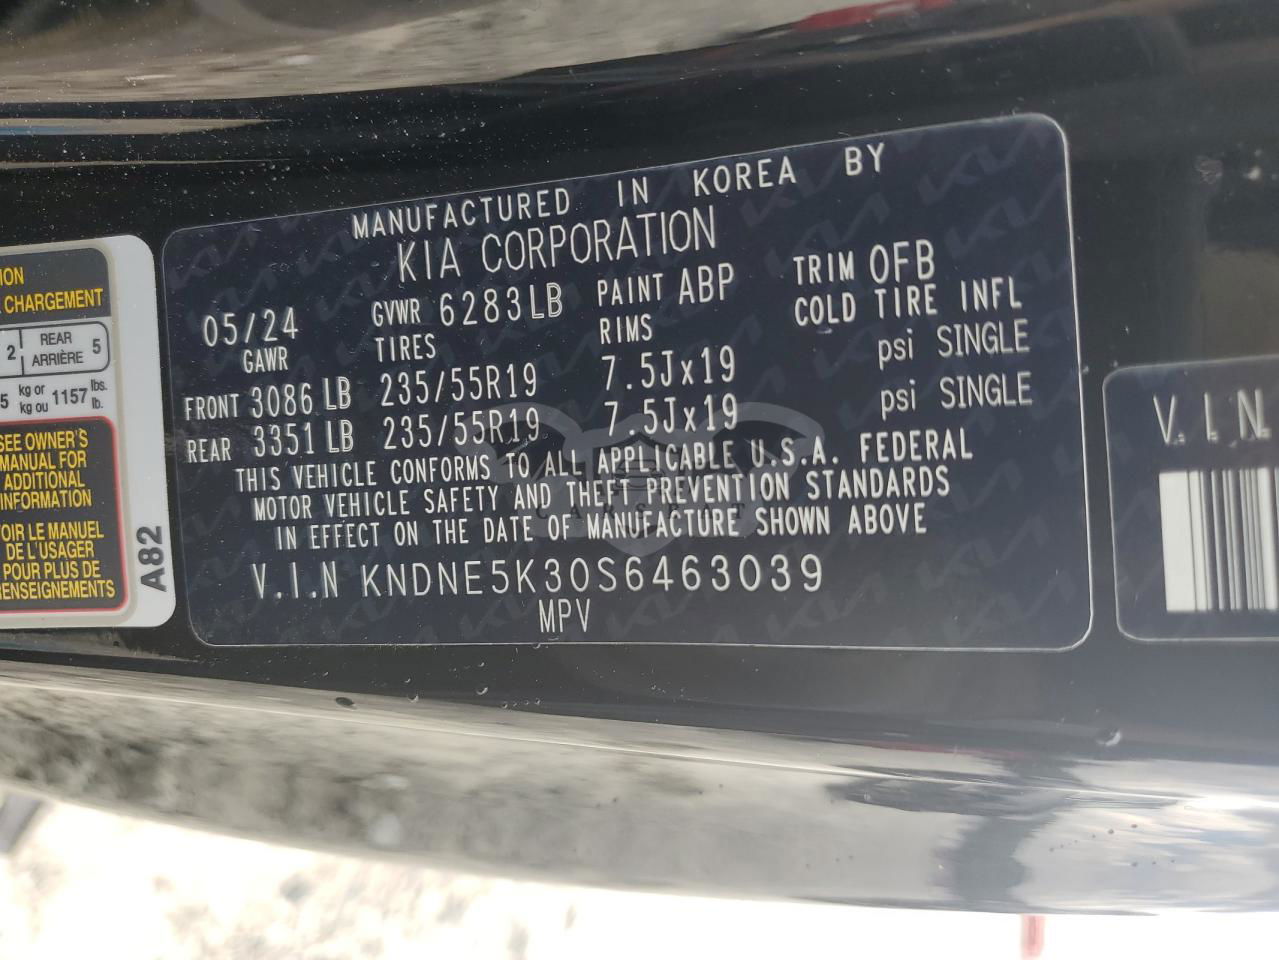 MANUFACTURED IN KOREA BY
KIA CORPORATION
05/24 GVWR 6283LB PAINT ABP TRIM OFB
GAWR TIRES RIMS COLD TIRE INFL
FRONT 3086 LB 235/55R19 7.5Jx19 psi SINGLE
REAR 3351 LB 235/55R19 7.5Jx19 psi SINGLE
THIS VEHICLE CONFORMS TO ALL APPLICABLE U.S.A. FEDERAL
MOTOR VEHICLE SAFETY AND THEFT PREVENTION STANDARDS
IN EFFECT ON THE DATE OF MANUFACTURE SHOWN ABOVE
V.I.N KNDNE5K30S6463039
MPV
CHARGEMENT
2 REAR ARRIÈRE 5
5 kg or kg ou 1157 lbs. lb.
SEE OWNER'S
MANUAL FOR
ADDITIONAL
INFORMATION
VOIR LE MANUEL
DE L'USAGER
POUR PLUS DE
RENSEIGNEMENTS
A82
V.I.N.